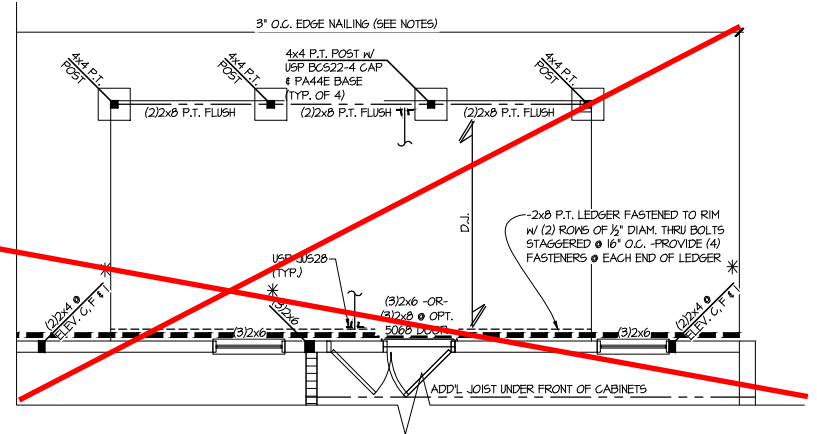 3" O.C. EDGE NAILING (SEE NOTES)
4x4 P.T.
POST
4x4 P.T.
POST
4x4 P.T. POST W/
USP BCS22-4 CAP
& PA44E BASE
(TYP. OF 4)
4x4 P.T.
POST
(2)2x8 P.T. FLUSH
(2)2x8 P.T. FLUSH
(2)2x8 P.T. FLUSH
D.J.
-2x8 P.T. LEDGER FASTENED TO RIM
W/ (2) ROWS OF ½" DIAM. THRU BOLTS
STAGGERED @ 16" O.C. -PROVIDE (4)
FASTENERS @ EACH END OF LEDGER
USP JUS28
(TYP.)
(2)2x4 @
ELEV. C, F & T
(3)2x6
(3)2x6 -OR-
(3)2x8 @ OPT.
5068 DOOR
(2)2x4 @
ELEV. C, F & T
(3)2x6
(3)2x6
ADD'L JOIST UNDER FRONT OF CABINETS